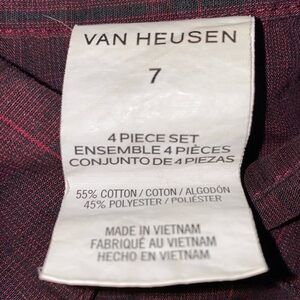 VAN HEUSEN
7
4 PIECE SET
ENSEMBLE 4 PIÈCES
CONJUNTO DE 4 PIEZAS
55% COTTON / COTON / ALGODÓN
45% POLYESTER / POLIÉSTER
MADE IN VIETNAM
FABRIQUÉ AU VIETNAM
HECHO EN VIETNAM